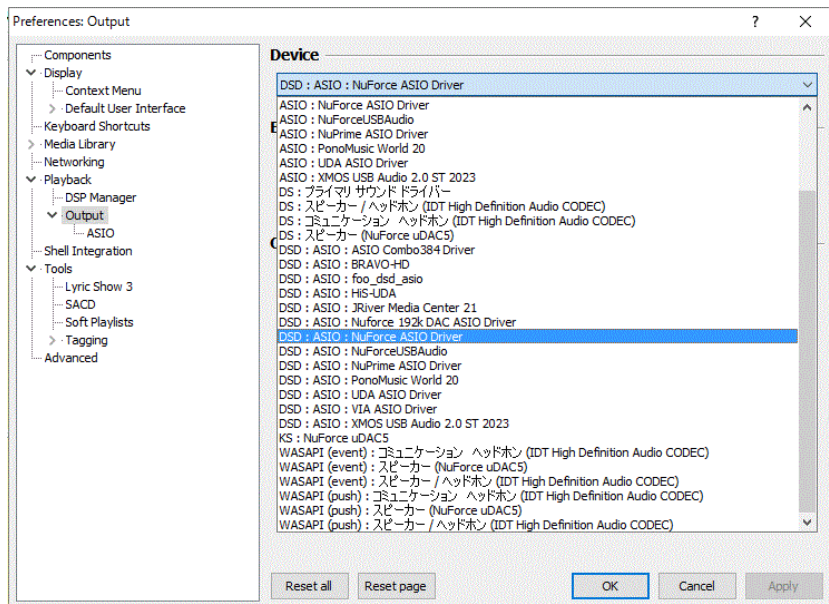 Preferences: Output
?
Components
Display
Context Menu
Default User Interface
Keyboard Shortcuts
Media Library
Networking
Playback
DSP Manager
Output
ASIO
Shell Integration
Tools
Lyric Show 3
SACD
Soft Playlists
Tagging
Advanced
Device
DSD : ASIO : NuForce ASIO Driver
ASIO : NuForce ASIO Driver
ASIO : NuForceUSBAudio
ASIO : NuPrime ASIO Driver
ASIO : PonoMusic World 20
ASIO : UDA ASIO Driver
ASIO : XMOS USB Audio 2.0 ST 2023
DS : プライマリ サウンド ドライバー
DS : スピーカー / ヘッドホン (IDT High Definition Audio CODEC)
DS : コミュニケーション ヘッドホン (IDT High Definition Audio CODEC)
DS : スピーカー (NuForce uDAC5)
DSD : ASIO : ASIO Combo384 Driver
DSD : ASIO : BRAVO-HD
DSD : ASIO : foo_dsd_asio
DSD : ASIO : HiS-UDA
DSD : ASIO : JRiver Media Center 21
DSD : ASIO : Nuforce 192k DAC ASIO Driver
DSD : ASIO : NuForce ASIO Driver
DSD : ASIO : NuForceUSBAudio
DSD : ASIO : NuPrime ASIO Driver
DSD : ASIO : PonoMusic World 20
DSD : ASIO : UDA ASIO Driver
DSD : ASIO : VIA ASIO Driver
DSD : ASIO : XMOS USB Audio 2.0 ST 2023
KS : NuForce uDAC5
WASAPI (event) : コミュニケーション ヘッドホン (IDT High Definition Audio CODEC)
WASAPI (event) : スピーカー (NuForce uDAC5)
WASAPI (event) : スピーカー / ヘッドホン (IDT High Definition Audio CODEC)
WASAPI (push) : コミュニケーション ヘッドホン (IDT High Definition Audio CODEC)
WASAPI (push) : スピーカー (NuForce uDAC5)
WASAPI (push) : スピーカー / ヘッドホン (IDT High Definition Audio CODEC)
Reset all
Reset page
OK
Cancel
Apply